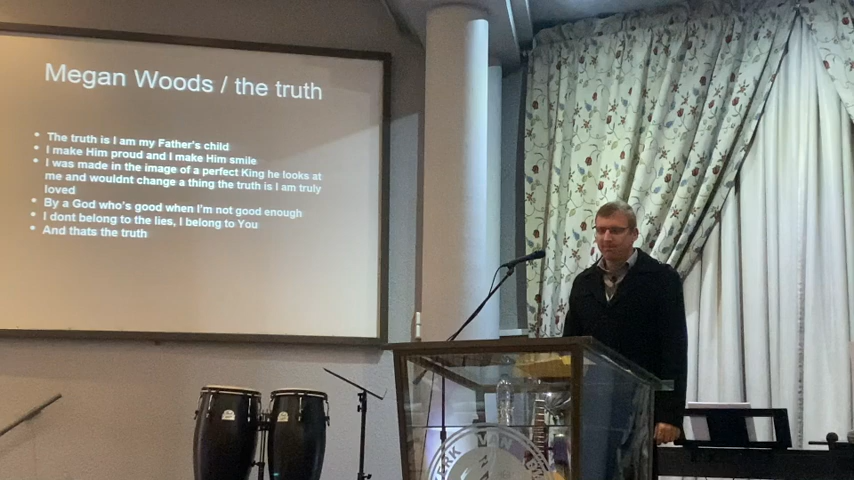 Megan Woods / the truth
• The truth is I am my Father's child
• I make Him proud and I make Him smile
• I was made in the image of a perfect King he looks at
me and wouldnt change a thing the truth is I am truly
loved
• By a God who's good when I'm not good enough
• I dont belong to the lies, I belong to You
• And thats the truth
KERK VAN